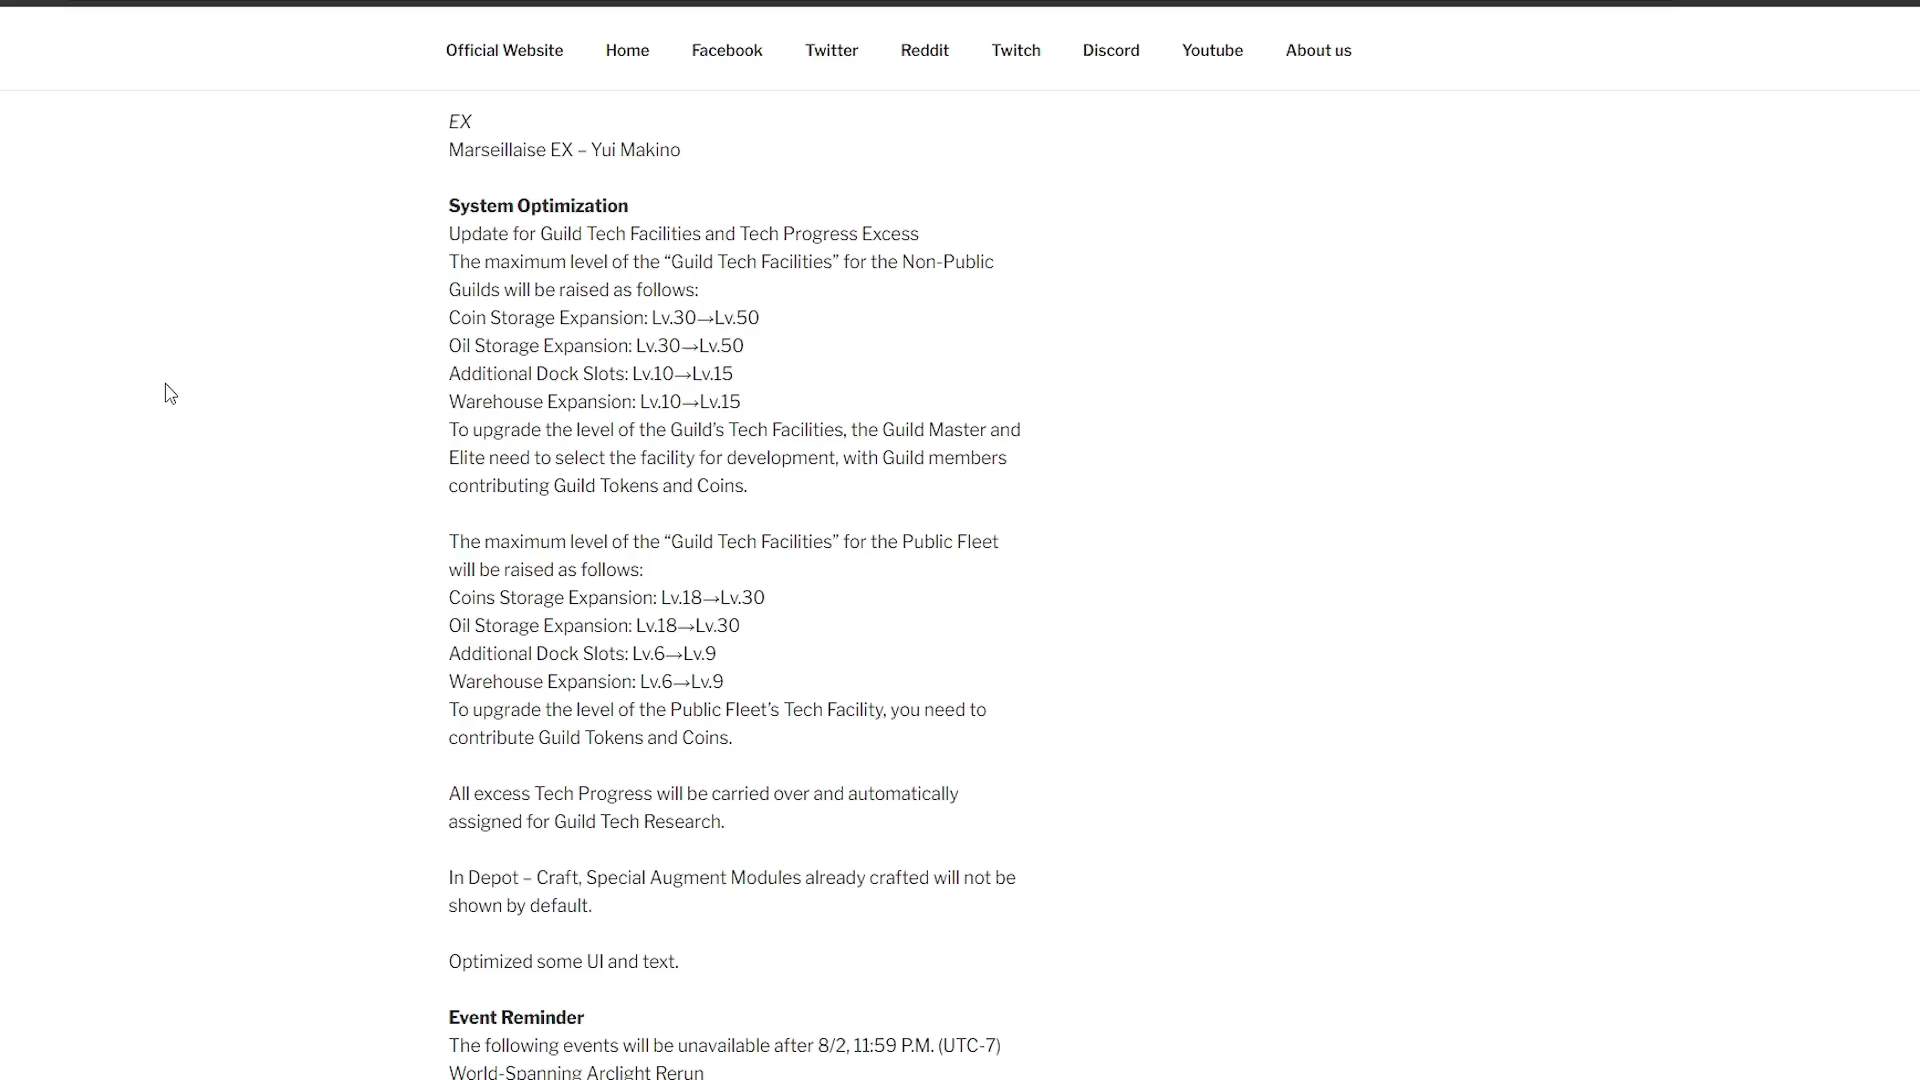 Official Website Home Facebook Twitter Reddit Twitch Discord Youtube About us
EX
Marseillaise EX – Yui Makino
System Optimization
Update for Guild Tech Facilities and Tech Progress Excess
The maximum level of the “Guild Tech Facilities” for the Non-Public
Guilds will be raised as follows:
Coin Storage Expansion: Lv.30→Lv.50
Oil Storage Expansion: Lv.30→Lv.50
Additional Dock Slots: Lv.10→Lv.15
Warehouse Expansion: Lv.10→Lv.15
To upgrade the level of the Guild’s Tech Facilities, the Guild Master and
Elite need to select the facility for development, with Guild members
contributing Guild Tokens and Coins.
The maximum level of the “Guild Tech Facilities” for the Public Fleet
will be raised as follows:
Coins Storage Expansion: Lv.18→Lv.30
Oil Storage Expansion: Lv.18→Lv.30
Additional Dock Slots: Lv.6→Lv.9
Warehouse Expansion: Lv.6→Lv.9
To upgrade the level of the Public Fleet’s Tech Facility, you need to
contribute Guild Tokens and Coins.
All excess Tech Progress will be carried over and automatically
assigned for Guild Tech Research.
In Depot – Craft, Special Augment Modules already crafted will not be
shown by default.
Optimized some UI and text.
Event Reminder
The following events will be unavailable after 8/2, 11:59 P.M. (UTC-7)
World-Spanning Arclight Rerun